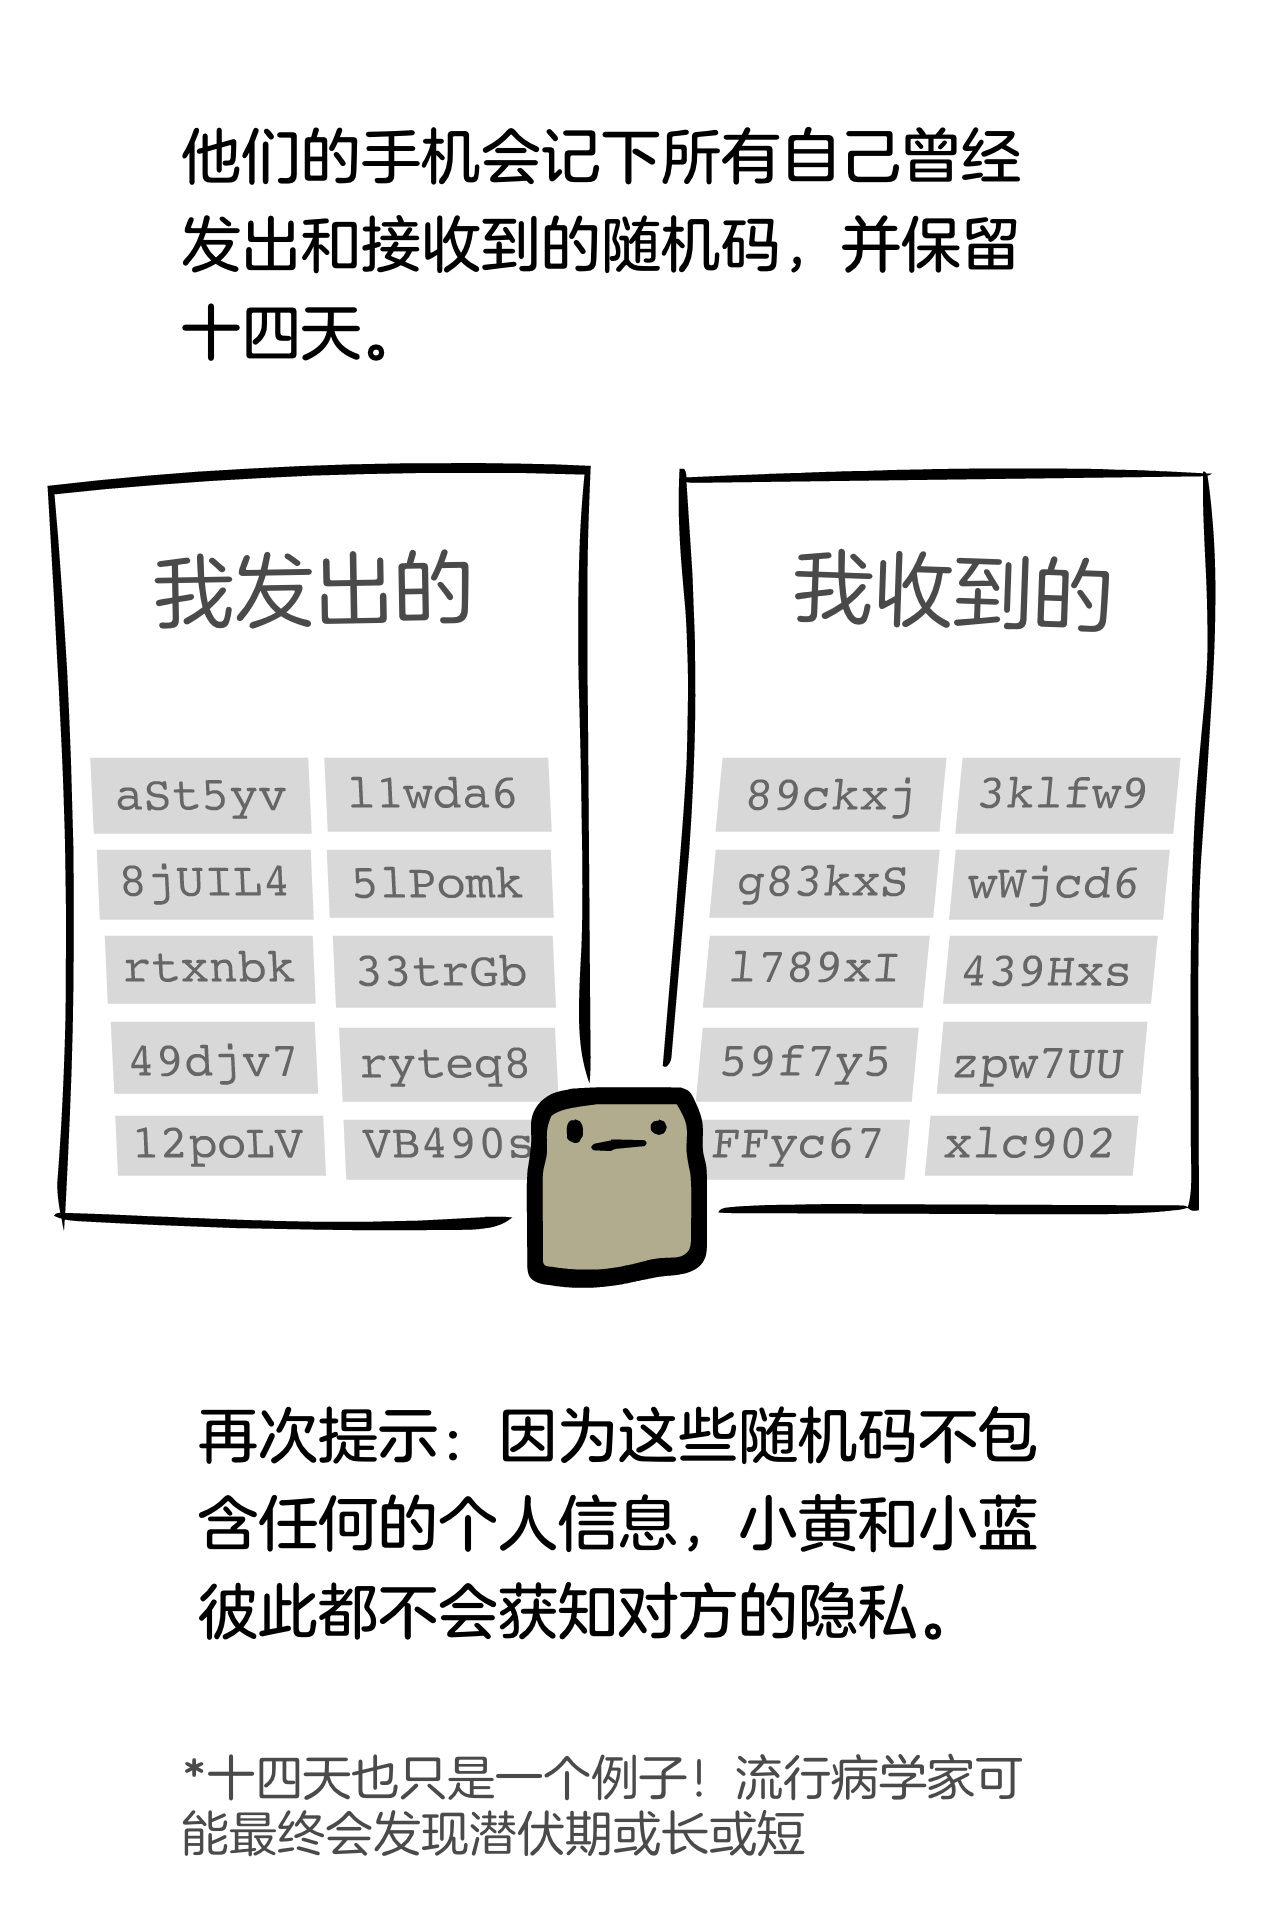 他们的手机会记下所有自己曾经
发出和接收到的随机码，并保留
十四天。
我发出的
aSt5yv l1wda6
8jUIL4 5lPomk
rtxnbk 33trGb
49djv7 ryteq8
12poLV VB490s
我收到的
89ckxj 3klfw9
g83kxS wWjcd6
l789xI 439Hxs
59f7y5 zpw7UU
FFyc67 xlc902
再次提示：因为这些随机码不包
含任何的个人信息，小黄和小蓝
彼此都不会获知对方的隐私。
*十四天也只是一个例子！流行病学家可
能最终会发现潜伏期或长或短